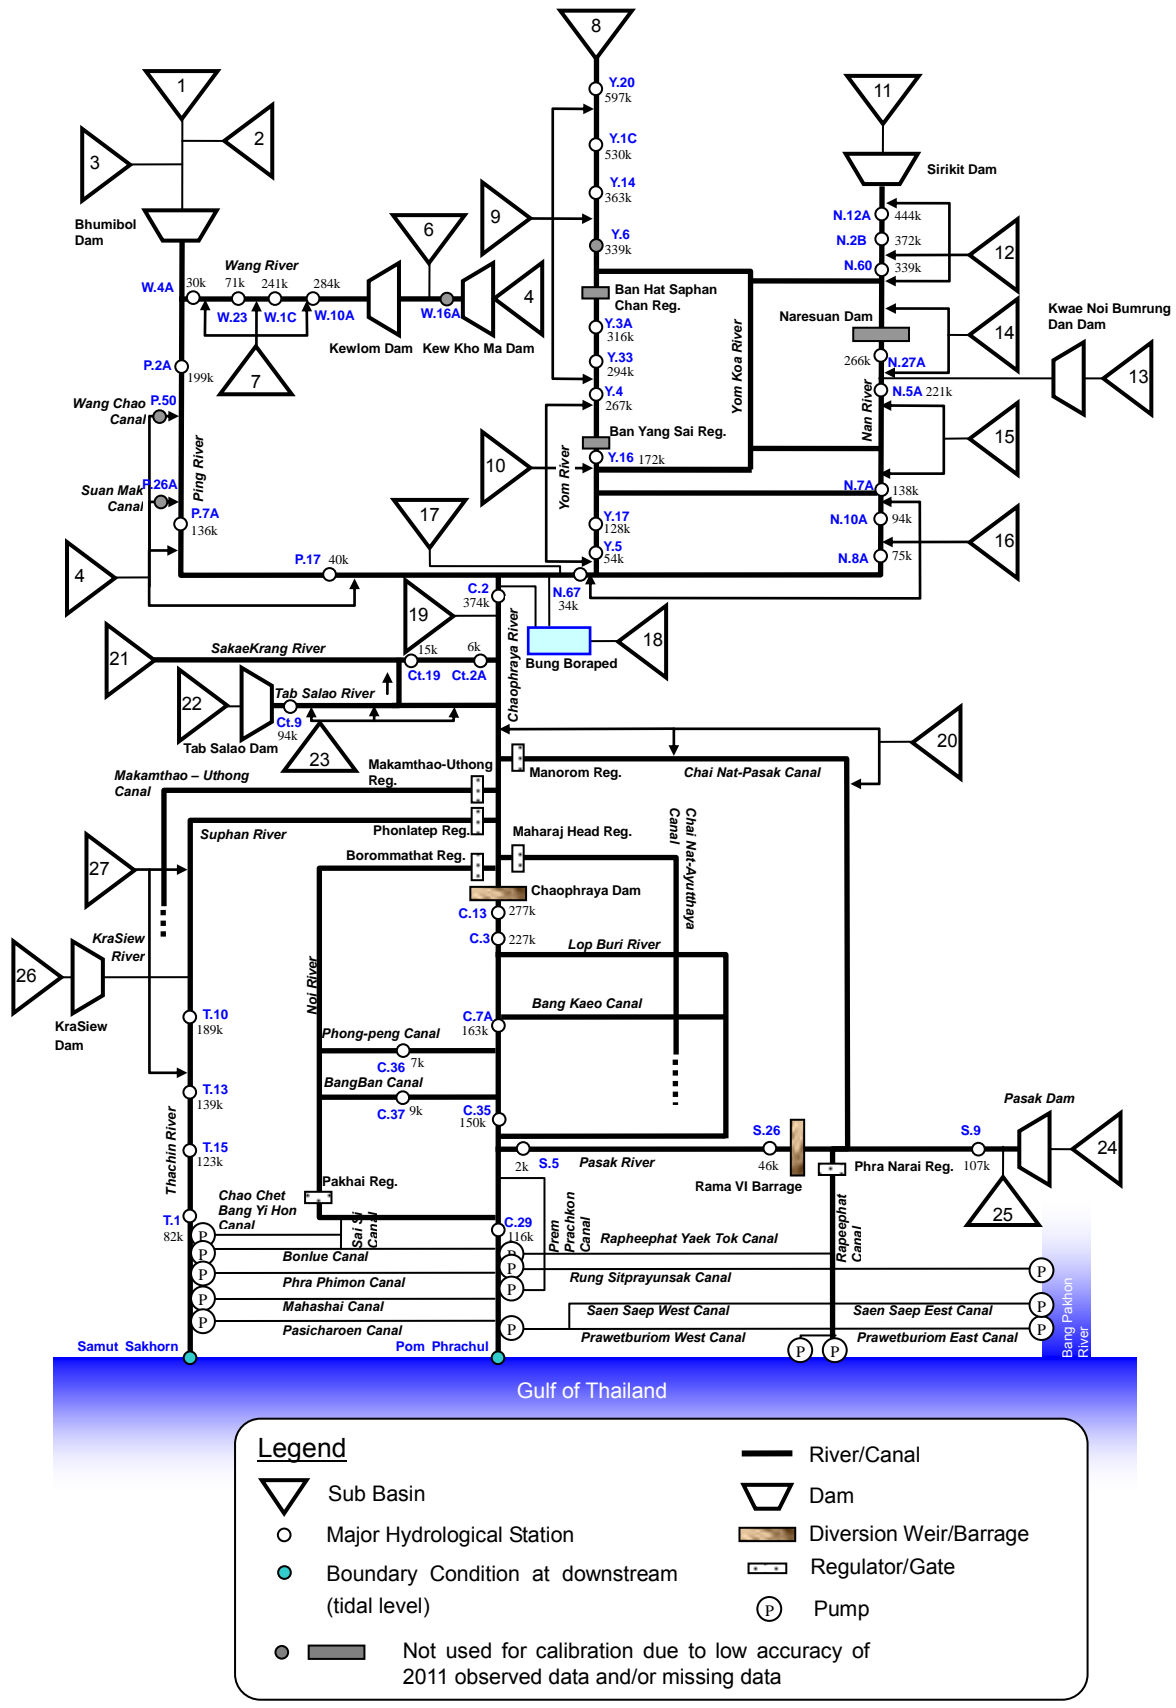 8
1
2
3
11
Y.20
597k
Y.1C
530k
Y.14
363k
Y.6
339k
9
Sirikit Dam
N.12A
444k
N.2B
372k
N.60
339k
12
Bhumibol
Dam
6
4
Wang River
W.4A
30k
71k
241k
284k
W.23
W.1C
W.10A
W.16A
Kewlom Dam
Kew Kho Ma Dam
7
Ban Hat Saphan
Chan Reg.
Y.3A
316k
Y.33
294k
Y.4
267k
Yom Koa River
Naresuan Dam
266k
N.27A
14
Kwae Noi Bumrung
Dan Dam
13
N.5A
221k
Nan River
15
P.2A
199k
Wang Chao
Canal
P.50
Suan Mak
Canal
P.26A
Ping River
P.7A
136k
4
P.17
40k
10
Ban Yang Sai Reg.
Y.16
172k
Yom River
Y.17
128k
Y.5
54k
N.7A
138k
N.10A
94k
N.8A
75k
16
17
N.67
34k
C.2
374k
19
Chaophraya River
Bung Boraped
18
21
SakaeKrang River
15k
6k
Ct.19
Ct.2A
22
Tab Salao River
Ct.9
94k
Tab Salao Dam
23
20
Makamthao – Uthong
Canal
Makamthao-Uthong
Reg.
Manorom Reg.
Chai Nat-Pasak Canal
Suphan River
Phonlatep Reg.
Maharaj Head Reg.
Chai Nat-Ayutthaya
Canal
Borommathat Reg.
27
Chaophraya Dam
C.13
277k
C.3
227k
Lop Buri River
KraSiew
River
26
KraSiew
Dam
Noi River
T.10
189k
Bang Kaeo Canal
C.7A
163k
Phong-peng Canal
C.36
7k
BangBan Canal
C.37
9k
C.35
150k
T.13
139k
Thachin River
T.15
123k
Pasak Dam
S.26
46k
S.9
107k
24
S.5
2k
Pasak River
Rama VI Barrage
Phra Narai Reg.
25
Pakhai Reg.
Chao Chet
Bang Yi Hon
Canal
T.1
82k
Sai Si
Canal
C.29
116k
Prem
Prachkon
Canal
Rapheephat Yaek Tok Canal
Rapeephat
Canal
P
P
P
P
P
Bonlue Canal
Phra Phimon Canal
Mahashai Canal
Pasicharoen Canal
P
P
P
P
Rung Sitprayunsak Canal
P
Saen Saep West Canal
Saen Saep Eest Canal
P
P
Prawetburiom West Canal
Prawetburiom East Canal
P
P
Bang Pakhon
River
Samut Sakhorn
Pom Phrachul
Gulf of Thailand
Legend
Sub Basin
Major Hydrological Station
Boundary Condition at downstream
(tidal level)
Not used for calibration due to low accuracy of
2011 observed data and/or missing data
River/Canal
Dam
Diversion Weir/Barrage
Regulator/Gate
P
Pump